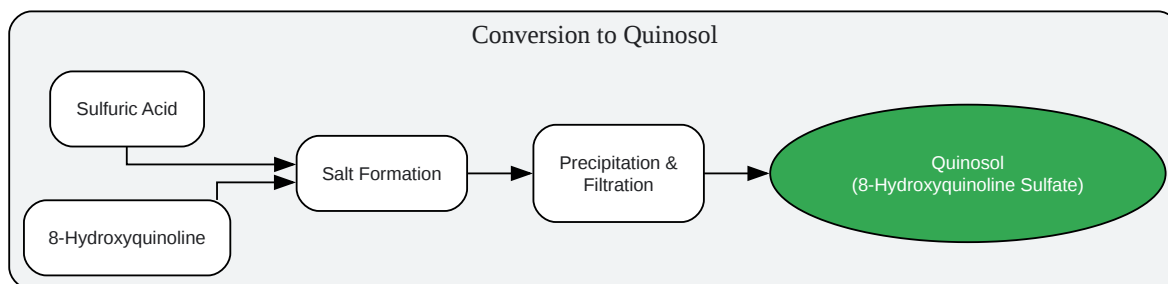 Conversion to Quinosol
Sulfuric Acid
8-Hydroxyquinoline
Salt Formation
Precipitation &
Filtration
Quinosol
(8-Hydroxyquinoline Sulfate)